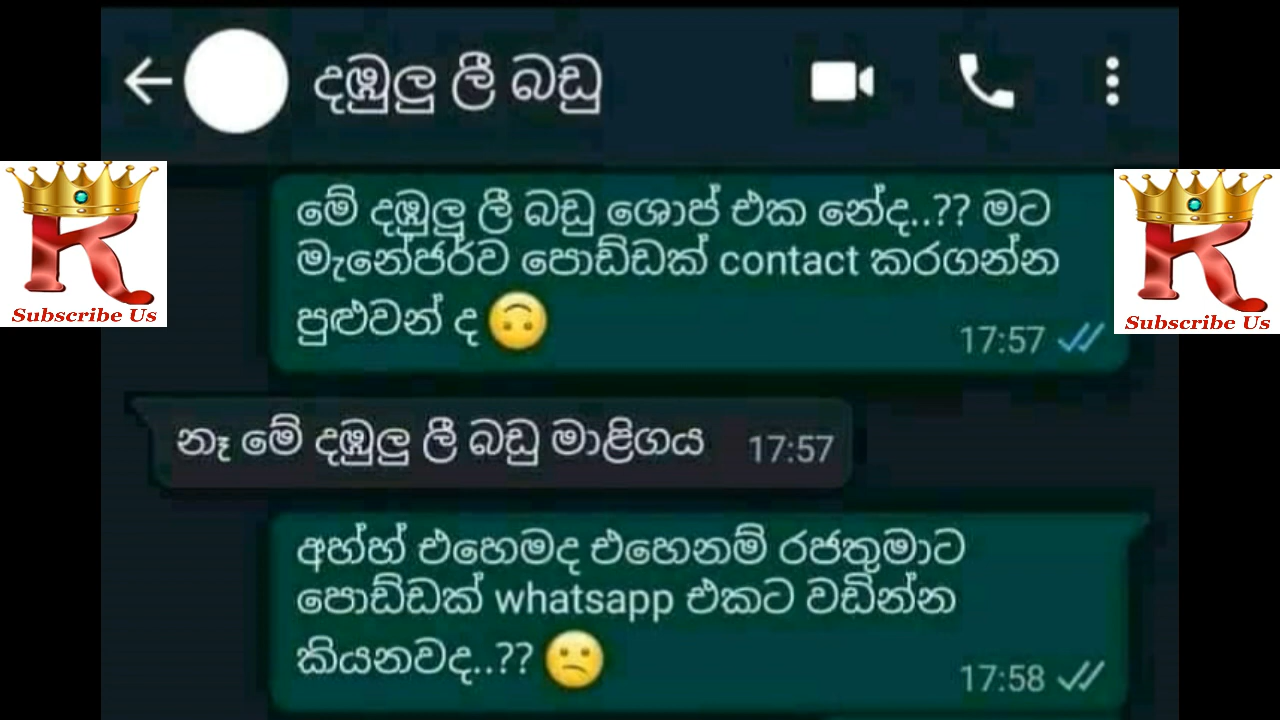 දඹුලු ලී බඩු
මේ දඹුලු ලී බඩු ශොප් එක නේද..?? මට
මැනේජර්ව පොඩ්ඩක් contact කරගන්න
පුළුවන් ද 🙃
17:57
නෑ මේ දඹුලු ලී බඩු මාළිගය 17:57
අහ්හ් එහෙමද එහෙනම් රජතුමාට
පොඩ්ඩක් whatsapp එකට වඩින්න
කියනවද..?? 😕
17:58
R
Subscribe Us
R
Subscribe Us